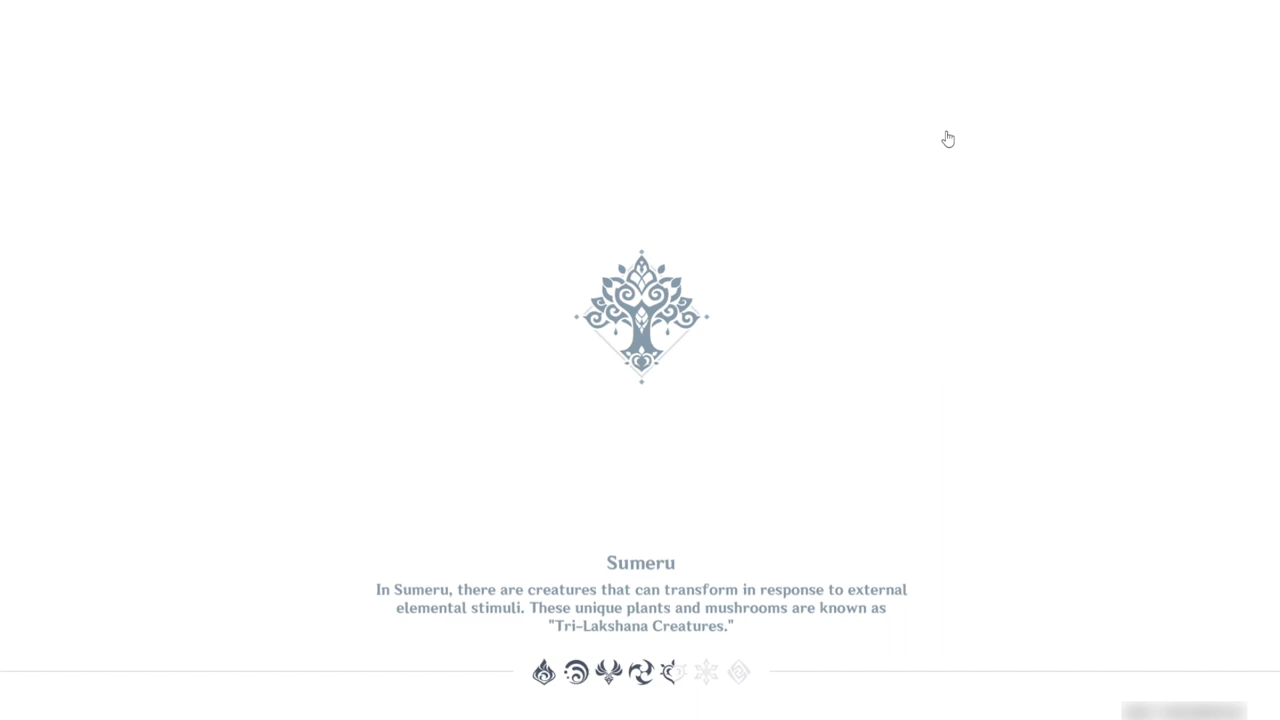 Sumeru
In Sumeru, there are creatures that can transform in response to external
elemental stimuli. These unique plants and mushrooms are known as
"Tri-Lakshana Creatures."